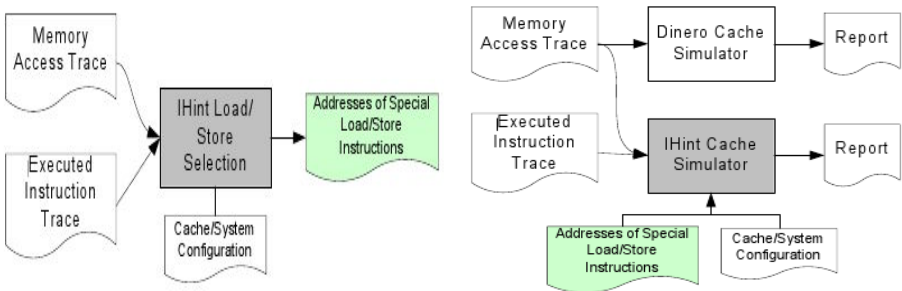 Memory
Access Trace
Executed
Instruction
Trace
IHint Load/
Store
Selection
Cache/System
Configuration
Addresses of Special
Load/Store
Instructions
Memory
Access Trace
Executed
Instruction
Trace
Dinero Cache
Simulator
Report
IHint Cache
Simulator
Report
Addresses of Special
Load/Store
Instructions
Cache/System
Configuration